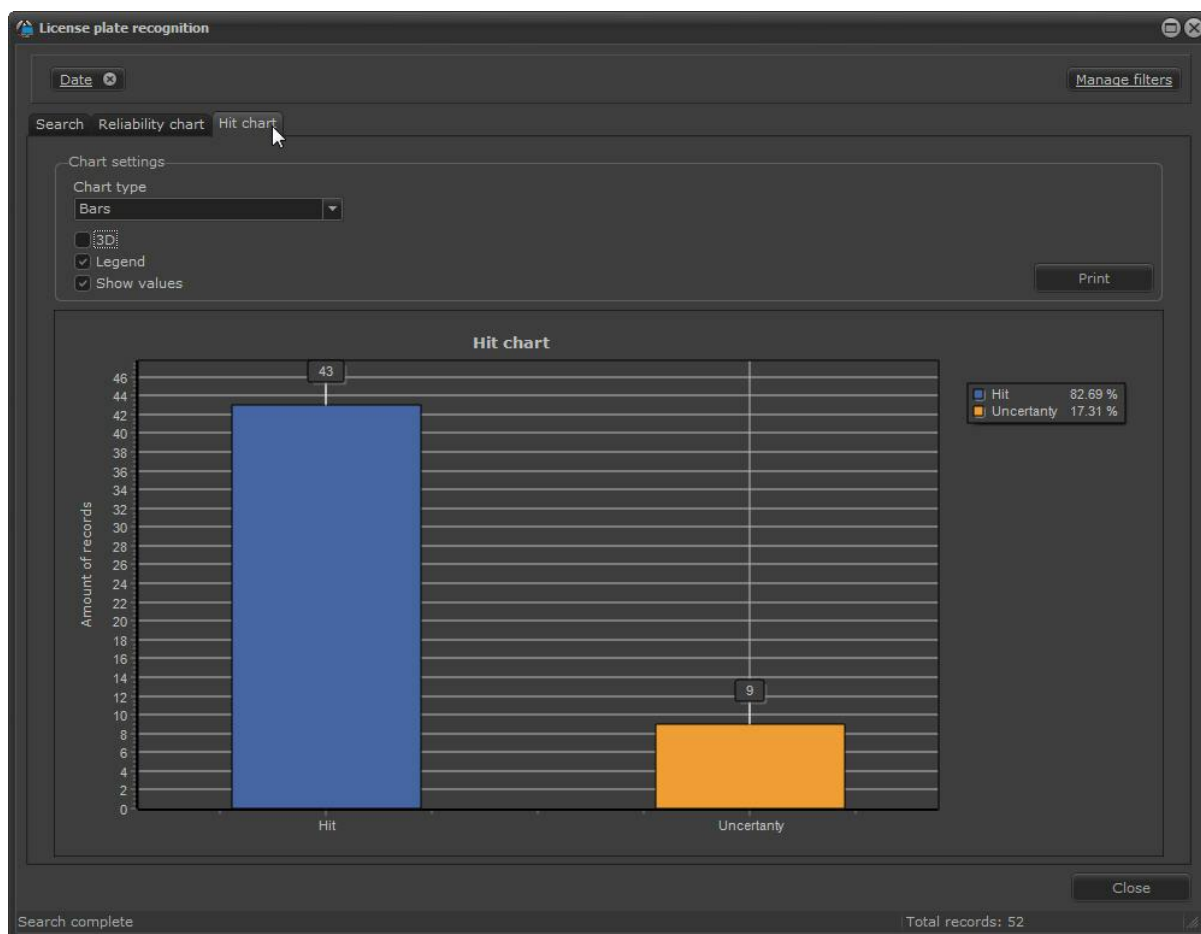 License plate recognition
Date
Manage filters
Search Reliability chart Hit chart
Chart settings
Chart type
Bars
3D
Legend
Show values
Print
Hit chart
43
46
44
42
40
38
36
34
32
30
28
26
24
22
20
18
16
14
12
10
8
6
4
2
0
Amount of records
9
Hit 82.69 %
Uncertanty 17.31 %
Hit Uncertanty
Close
Search complete Total records: 52